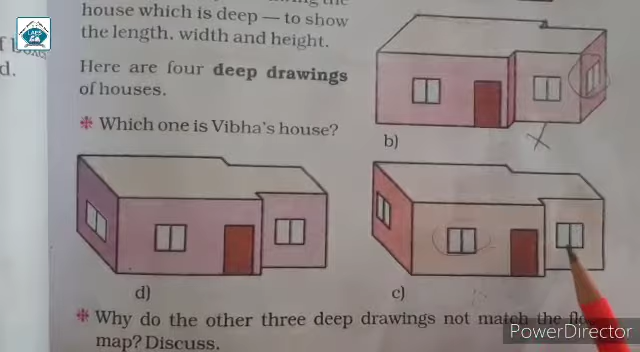 house which is deep — to show
the length, width and height.
d.
Here are four deep drawings
of houses.
Which one is Vibha's house?
b)
d)
c)
Why do the other three deep drawings not match the
map? Discuss.
PowerDirector
LAES